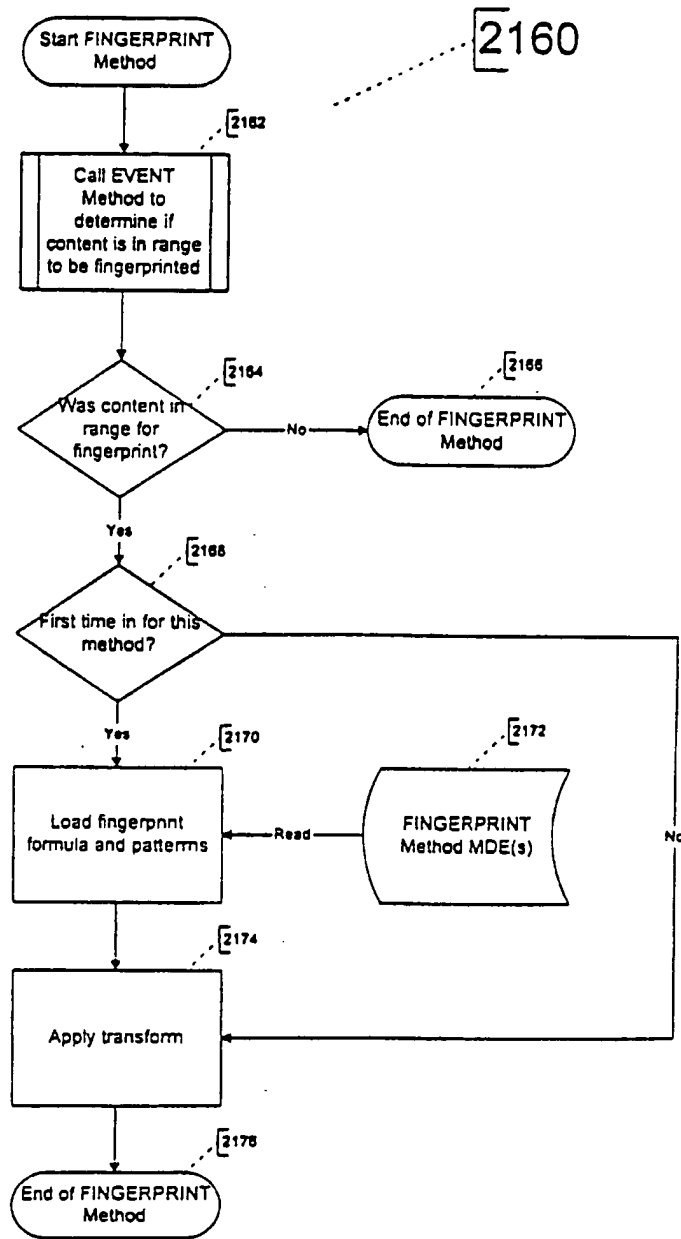 Start FINGERPRINT
Method
2160
2162
Call EVENT
Method to
determine if
content is in range
to be fingerprinted
2164
Was content in
range for
fingerprint?
No
2166
End of FINGERPRINT
Method
Yes
2168
First time in for this
method?
Yes
2170
Load fingerprint
formula and patterns
Read
2172
FINGERPRINT
Method MDE(s)
No
2174
Apply transform
2176
End of FINGERPRINT
Method